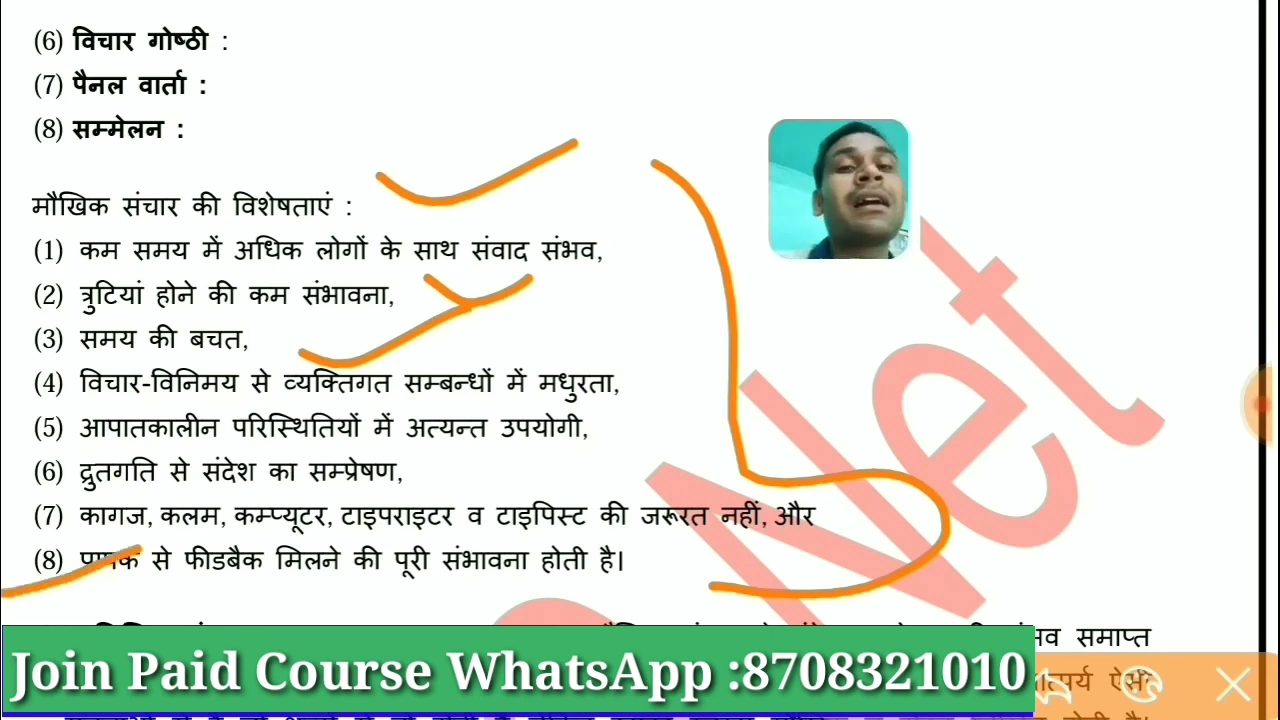 (6) विचार गोष्ठी :
(7) पैनल वार्ता :
(8) सम्मेलन :
मौखिक संचार की विशेषताएं :
(1) कम समय में अधिक लोगों के साथ संवाद संभव,
(2) त्रुटियां होने की कम संभावना,
(3) समय की बचत,
(4) विचार-विनिमय से व्यक्तिगत सम्बन्धों में मधुरता,
(5) आपातकालीन परिस्थितियों में अत्यन्त उपयोगी,
(6) द्रुतगति से संदेश का सम्प्रेषण,
(7) कागज, कलम, कम्प्यूटर, टाइपराइटर व टाइपिस्ट की जरूरत नहीं, और
(8) से फीडबैक मिलने की पूरी संभावना होती है।
समाप्त
Join Paid Course WhatsApp :8708321010
Net